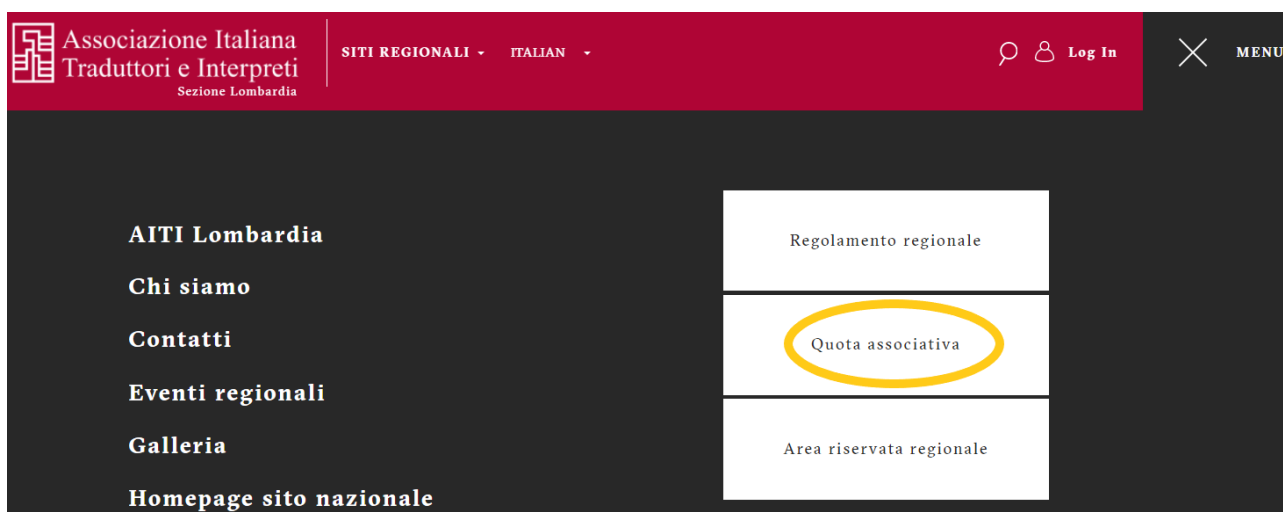 Associazione Italiana
Traduttori e Interpreti
Sezione Lombardia
SITI REGIONALI
ITALIAN
Log In
MENU
AITI Lombardia
Chi siamo
Contatti
Eventi regionali
Galleria
Homepage sito nazionale
Regolamento regionale
Quota associativa
Area riservata regionale